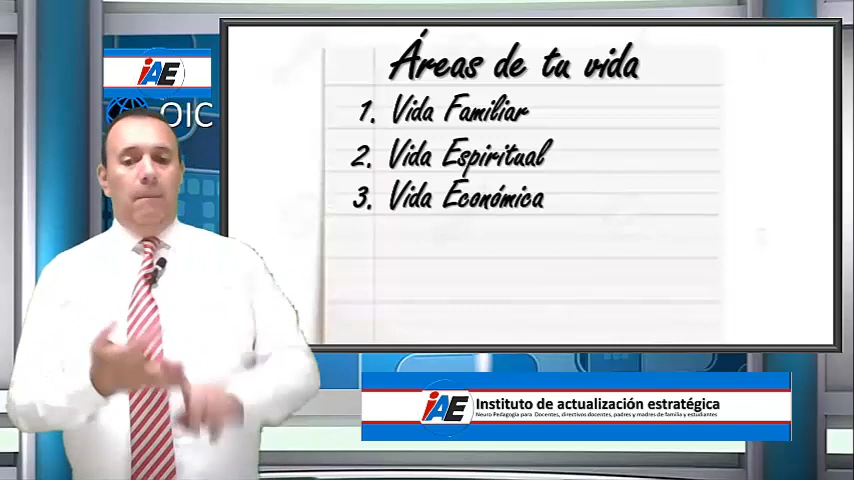 Áreas de tu vida
1. Vida Familiar
2. Vida Espiritual
3. Vida Económica
iAE
OIC
iAE
Instituto de actualización estratégica
Neuro Pedagogía para Docentes, directivos docentes, padres y madres de familia y estudiantes